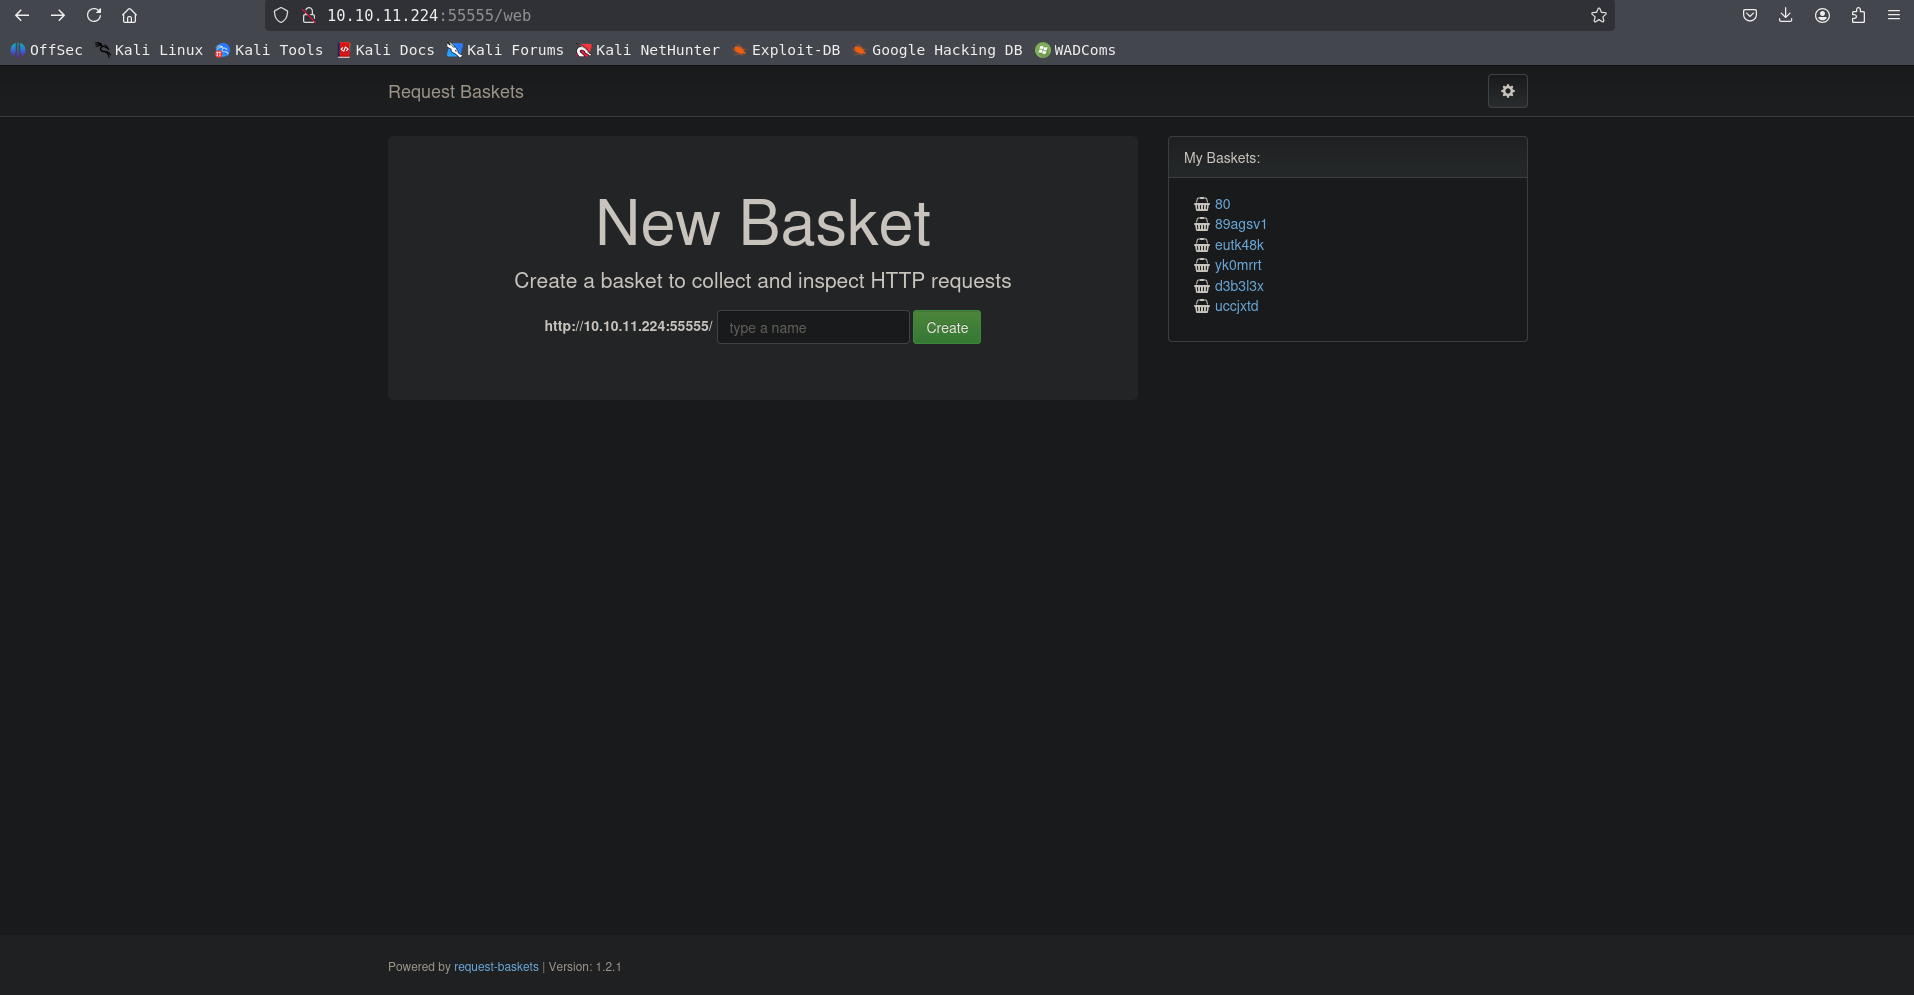 10.10.11.224:55555/web
OffSec Kali Linux Kali Tools Kali Docs Kali Forums Kali NetHunter Exploit-DB Google Hacking DB WADComs
Request Baskets
New Basket
Create a basket to collect and inspect HTTP requests
http://10.10.11.224:55555/ type a name Create
My Baskets:
80
89agsv1
eutk48k
yk0mrrt
d3b3l3x
uccjxtd
Powered by request-baskets | Version: 1.2.1